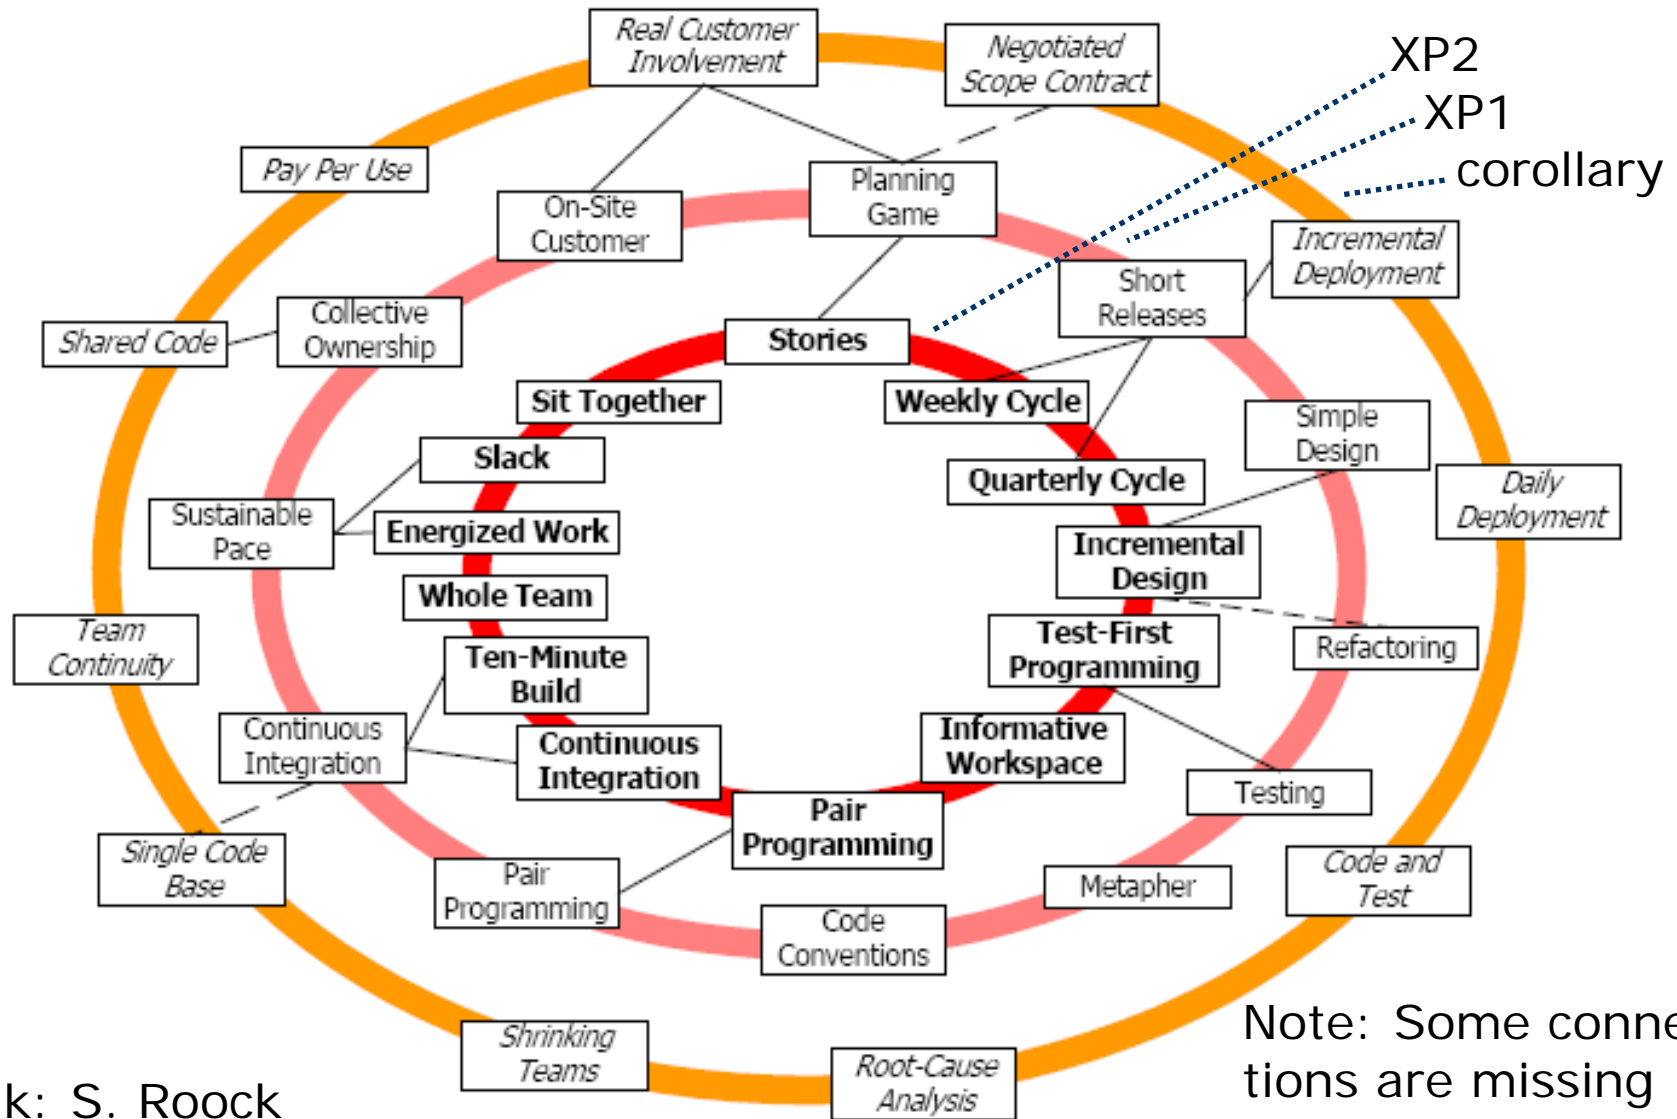 Real Customer
Involvement
Negotiated
Scope Contract
XP2
XP1
corollary
Pay Per Use
On-Site
Customer
Planning
Game
Incremental
Deployment
Short
Releases
Shared Code
Collective
Ownership
Stories
Sit Together
Weekly Cycle
Simple
Design
Slack
Quarterly Cycle
Daily
Deployment
Sustainable
Pace
Energized Work
Incremental
Design
Whole Team
Team
Continuity
Ten-Minute
Build
Test-First
Programming
Refactoring
Continuous
Integration
Continuous
Integration
Informative
Workspace
Testing
Pair
Programming
Single Code
Base
Pair
Programming
Metapher
Code and
Test
Code
Conventions
Shrinking
Teams
Root-Cause
Analysis
Note: Some conne
tions are missing
k: S. Roock